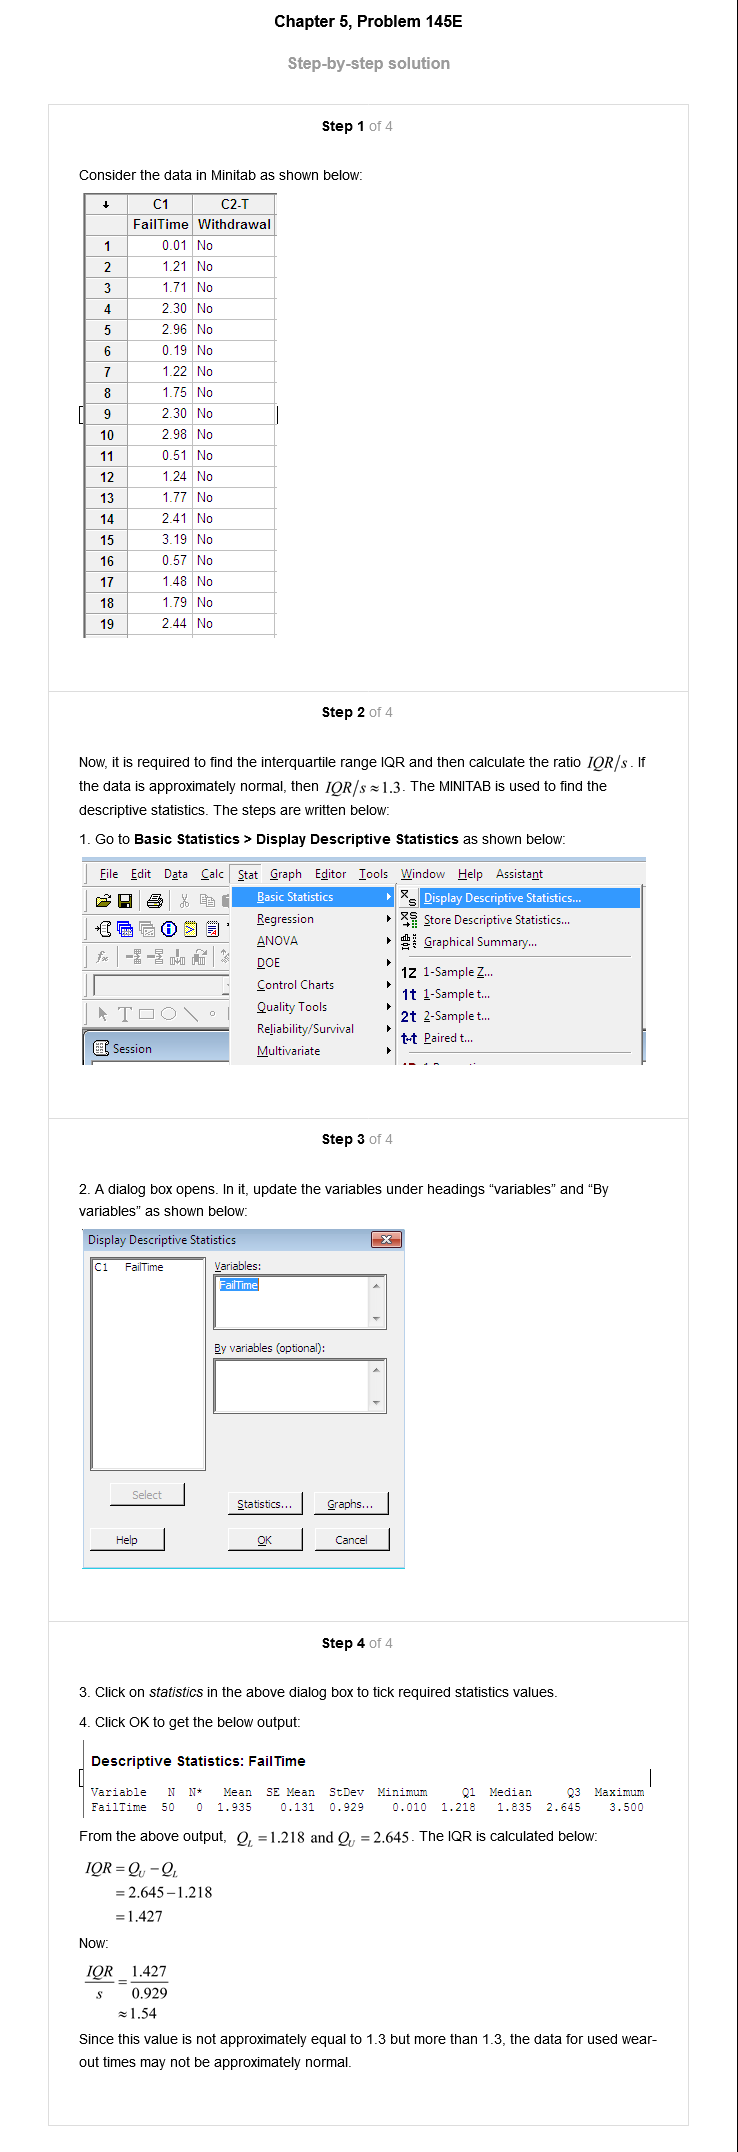 Chapter 5, Problem 145E
Step-by-step solution
Step 1 of 4
Consider the data in Minitab as shown below:
C1 C2-T
FailTime Withdrawal
1 0.01 No
2 1.21 No
3 1.71 No
4 2.30 No
5 2.96 No
6 0.19 No
7 1.22 No
8 1.75 No
9 2.30 No
10 2.98 No
11 0.51 No
12 1.24 No
13 1.77 No
14 2.41 No
15 3.19 No
16 0.57 No
17 1.48 No
18 1.79 No
19 2.44 No
Step 2 of 4
Now, it is required to find the interquartile range IQR and then calculate the ratio IQR/s. If
the data is approximately normal, then IQR/s ≈ 1.3. The MINITAB is used to find the
descriptive statistics. The steps are written below:
1. Go to Basic Statistics > Display Descriptive Statistics as shown below:
File Edit Data Calc Stat Graph Editor Tools Window Help Assistant
Basic Statistics Display Descriptive Statistics...
Regression Store Descriptive Statistics...
ANOVA Graphical Summary...
DOE
1Z 1-Sample Z...
Control Charts
1t 1-Sample t...
Quality Tools
2t 2-Sample t...
Reliability/Survival
t-t Paired t...
Session
Multivariate
Step 3 of 4
2. A dialog box opens. In it, update the variables under headings “variables” and “By
variables” as shown below:
Display Descriptive Statistics
C1 FailTime Variables:
FailTime
By variables (optional):
Select
Statistics... Graphs...
Help OK Cancel
Step 4 of 4
3. Click on statistics in the above dialog box to tick required statistics values.
4. Click OK to get the below output:
Descriptive Statistics: FailTime
Variable N N* Mean SE Mean StDev Minimum Q1 Median Q3 Maximum
FailTime 50 0 1.935 0.131 0.929 0.010 1.218 1.835 2.645 3.500
From the above output, Q_L = 1.218 and Q_U = 2.645. The IQR is calculated below:
IQR = Q_U − Q_L
= 2.645 − 1.218
= 1.427
Now:
IQR/s = 1.427/0.929
≈ 1.54
Since this value is not approximately equal to 1.3 but more than 1.3, the data for used wear-
out times may not be approximately normal.